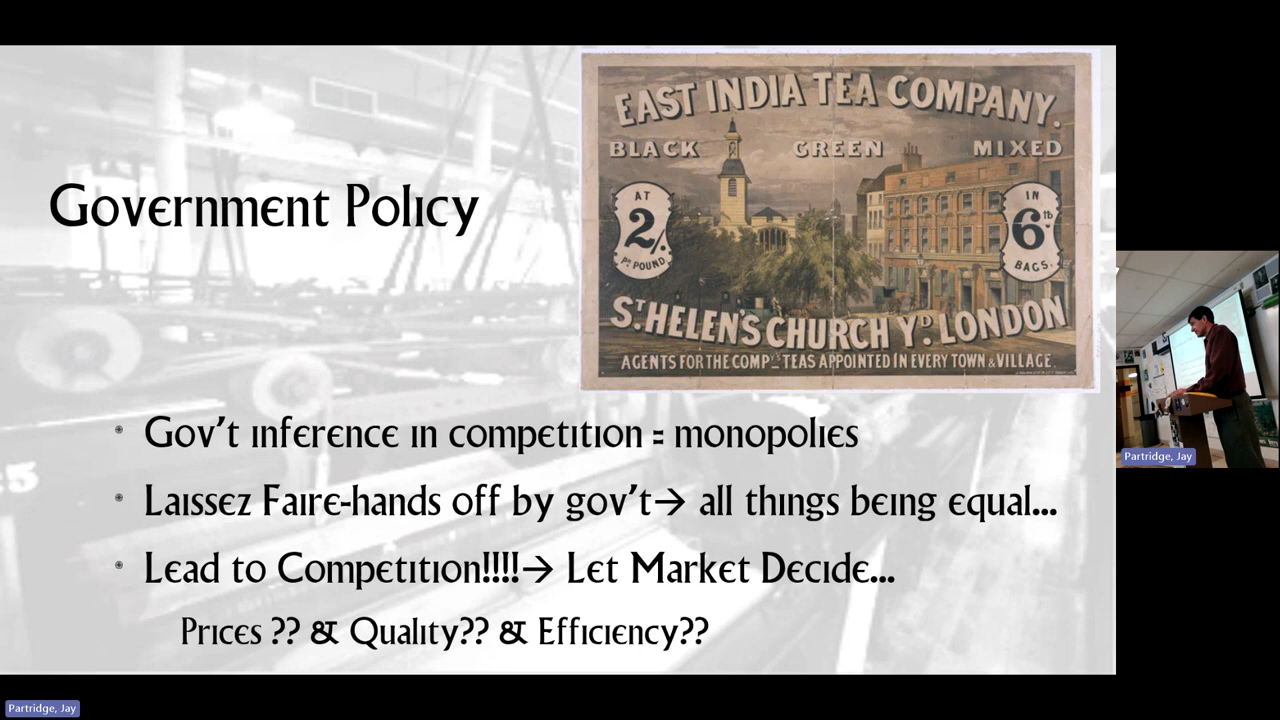 EAST INDIA TEA COMPANY.
BLACK GREEN MIXED
AT
2/.
PR POUND.
IN
6lb
BAGS.
ST HELEN'S CHURCH YD. LONDON
AGENTS FOR THE COMPY'S TEAS APPOINTED IN EVERY TOWN & VILLAGE.
Government Policy
Gov't inference in competition = monopolies
Laissez Faire-hands off by gov't→ all things being equal...
Lead to Competition!!!!→ Let Market Decide...
Prices ?? & Quality?? & Efficiency??
Partridge, Jay
Partridge, Jay